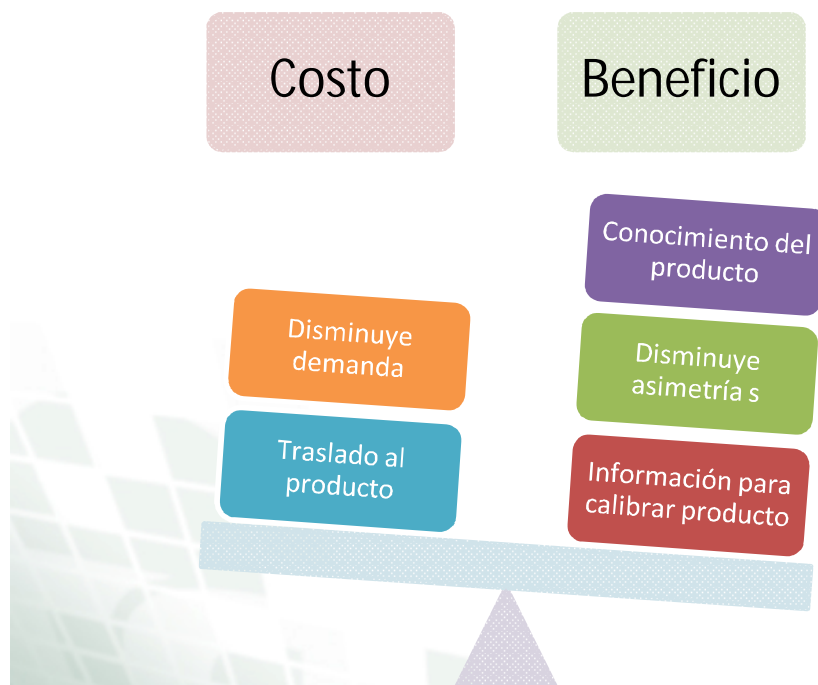 Costo
Beneficio
Conocimiento del
producto
Disminuye
demanda
Disminuye
asimetría s
Traslado al
producto
Información para
calibrar producto